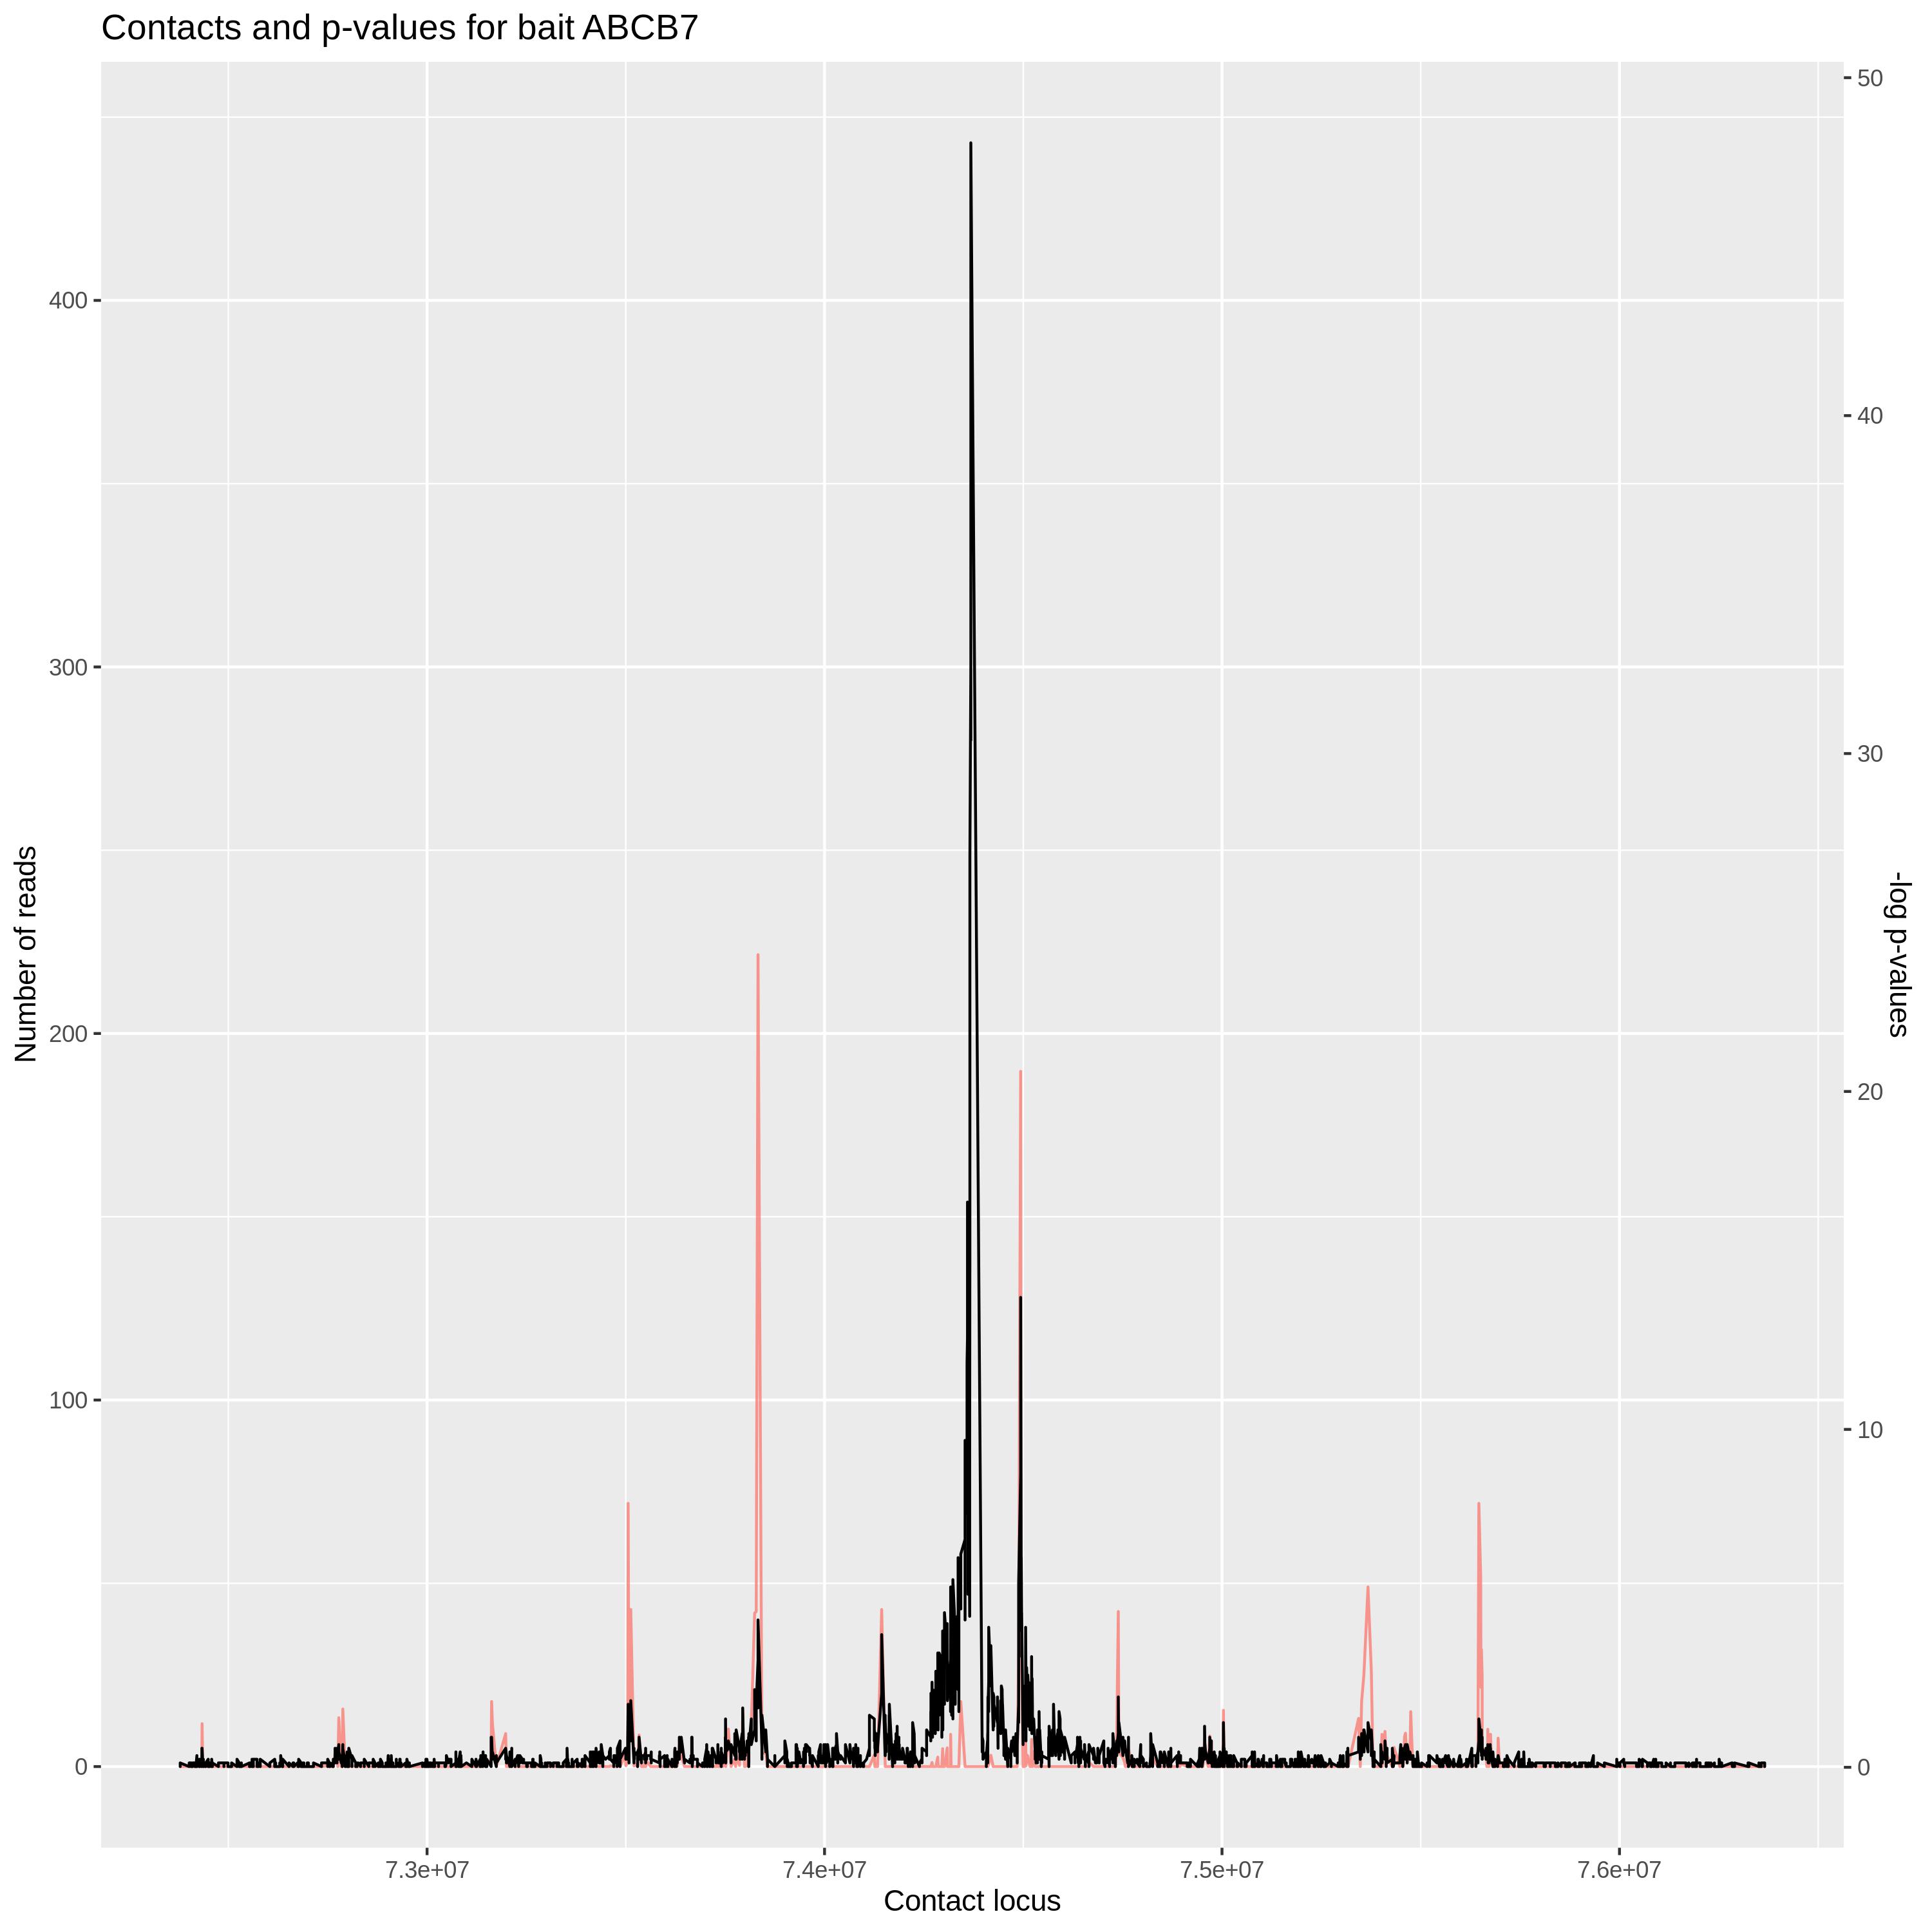 Contacts and p-values for bait ABCB7
50
400
40
300
30
200
20
100
10
0
0
Number of reads
-log p-values
7.3e+07
7.4e+07
7.5e+07
7.6e+07
Contact locus